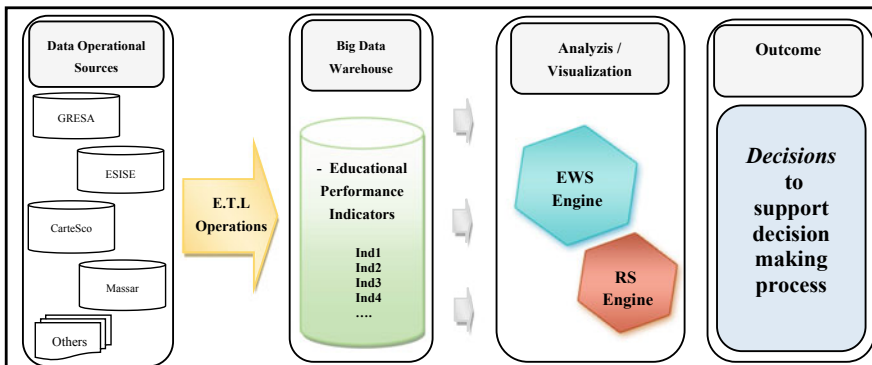 Data Operational
Sources
GRESA
ESISE
CarteSco
Massar
Others
E.T.L
Operations
Big Data
Warehouse
- Educational
Performance
Indicators
Ind1
Ind2
Ind3
Ind4
….
Analyzis /
Visualization
EWS
Engine
RS
Engine
Outcome
Decisions
to
support
decision
making
process